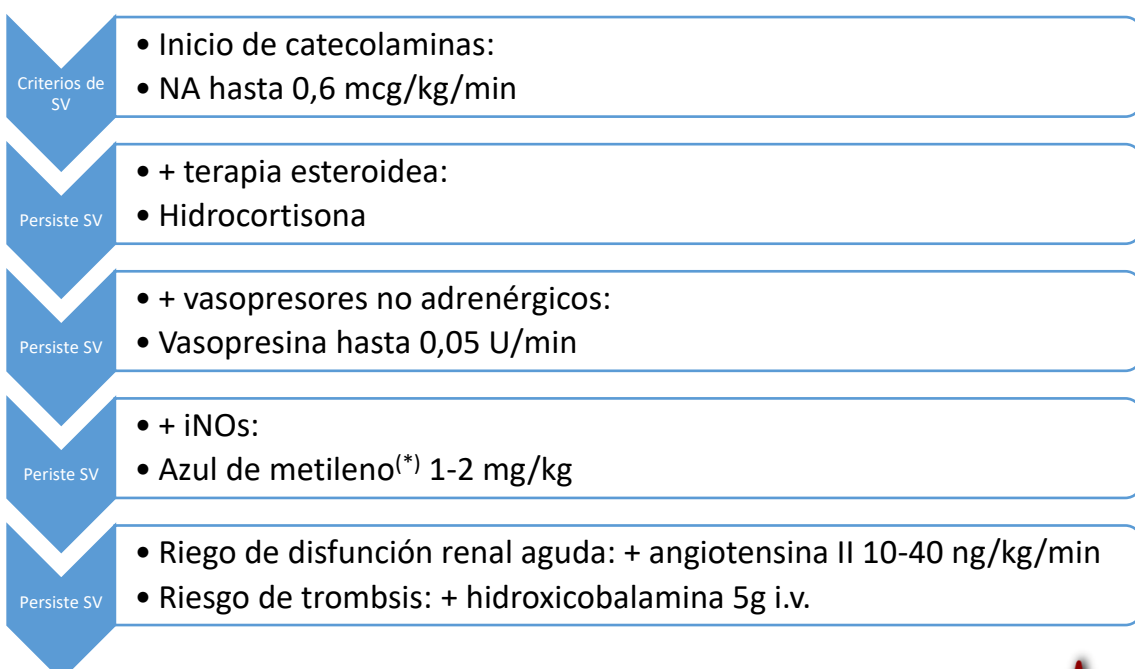 Criterios de
SV
• Inicio de catecolaminas:
• NA hasta 0,6 mcg/kg/min
Persiste SV
• + terapia esteroidea:
• Hidrocortisona
Persiste SV
• + vasopresores no adrenérgicos:
• Vasopresina hasta 0,05 U/min
Periste SV
• + iNOs:
• Azul de metileno(*) 1-2 mg/kg
Persiste SV
• Riego de disfunción renal aguda: + angiotensina II 10-40 ng/kg/min
• Riesgo de trombsis: + hidroxicobalamina 5g i.v.